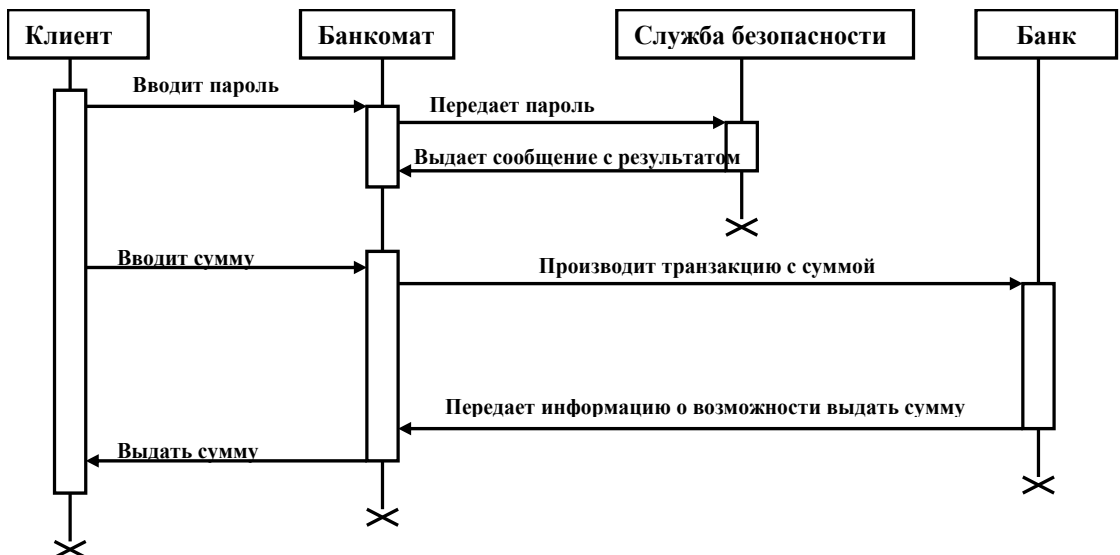 Клиент
Банкомат
Служба безопасности
Банк
Вводит пароль
Передает пароль
Выдает сообщение с результатом
Вводит сумму
Производит транзакцию с суммой
Передает информацию о возможности выдать сумму
Выдать сумму